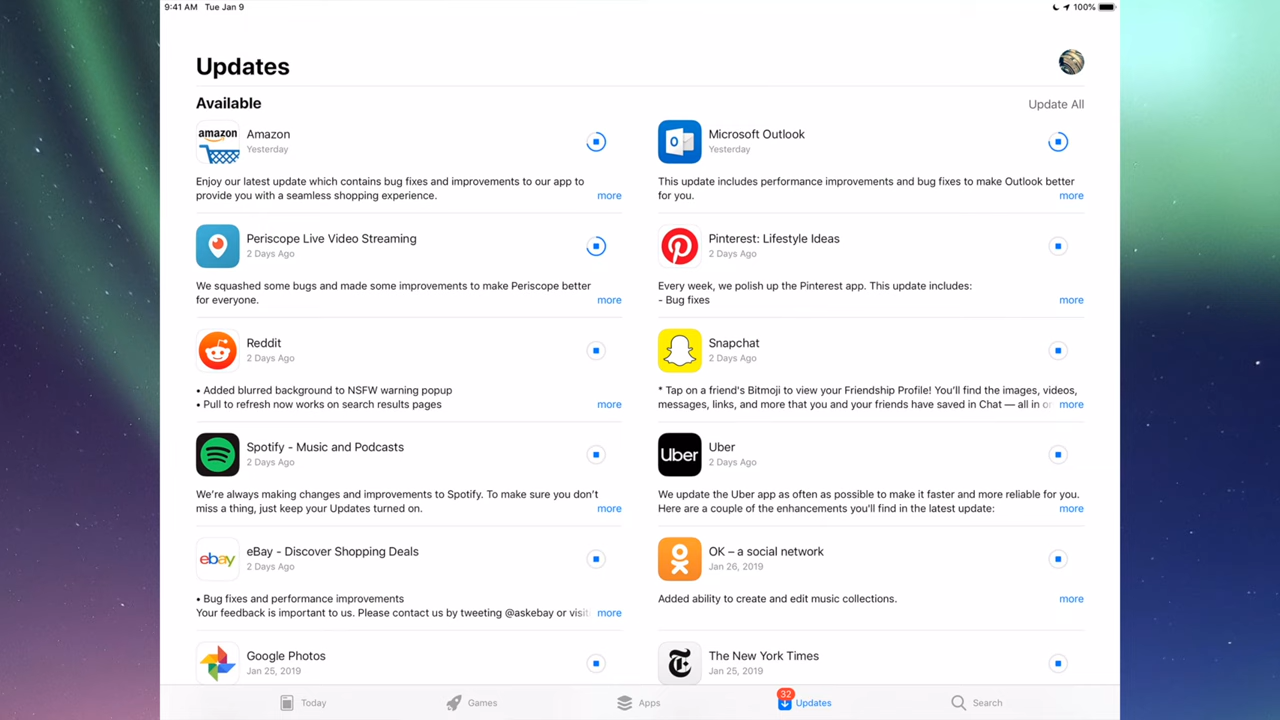 9:41 AM Tue Jan 9
100%
Updates
Available
Update All
amazon
Amazon
Yesterday
Enjoy our latest update which contains bug fixes and improvements to our app to
provide you with a seamless shopping experience.
more
Microsoft Outlook
Yesterday
This update includes performance improvements and bug fixes to make Outlook better
for you.
more
Periscope Live Video Streaming
2 Days Ago
We squashed some bugs and made some improvements to make Periscope better
for everyone.
more
Pinterest: Lifestyle Ideas
2 Days Ago
Every week, we polish up the Pinterest app. This update includes:
- Bug fixes
more
Reddit
2 Days Ago
• Added blurred background to NSFW warning popup
• Pull to refresh now works on search results pages
more
Snapchat
2 Days Ago
* Tap on a friend's Bitmoji to view your Friendship Profile! You'll find the images, videos,
messages, links, and more that you and your friends have saved in Chat — all in
more
Spotify - Music and Podcasts
2 Days Ago
We're always making changes and improvements to Spotify. To make sure you don't
miss a thing, just keep your Updates turned on.
more
Uber
Uber
2 Days Ago
We update the Uber app as often as possible to make it faster and more reliable for you.
Here are a couple of the enhancements you'll find in the latest update:
more
ebay
eBay - Discover Shopping Deals
2 Days Ago
• Bug fixes and performance improvements
Your feedback is important to us. Please contact us by tweeting @askebay or visit
more
OK – a social network
Jan 26, 2019
Added ability to create and edit music collections.
more
Google Photos
Jan 25, 2019
The New York Times
Jan 25, 2019
Today
Games
Apps
32
Updates
Search